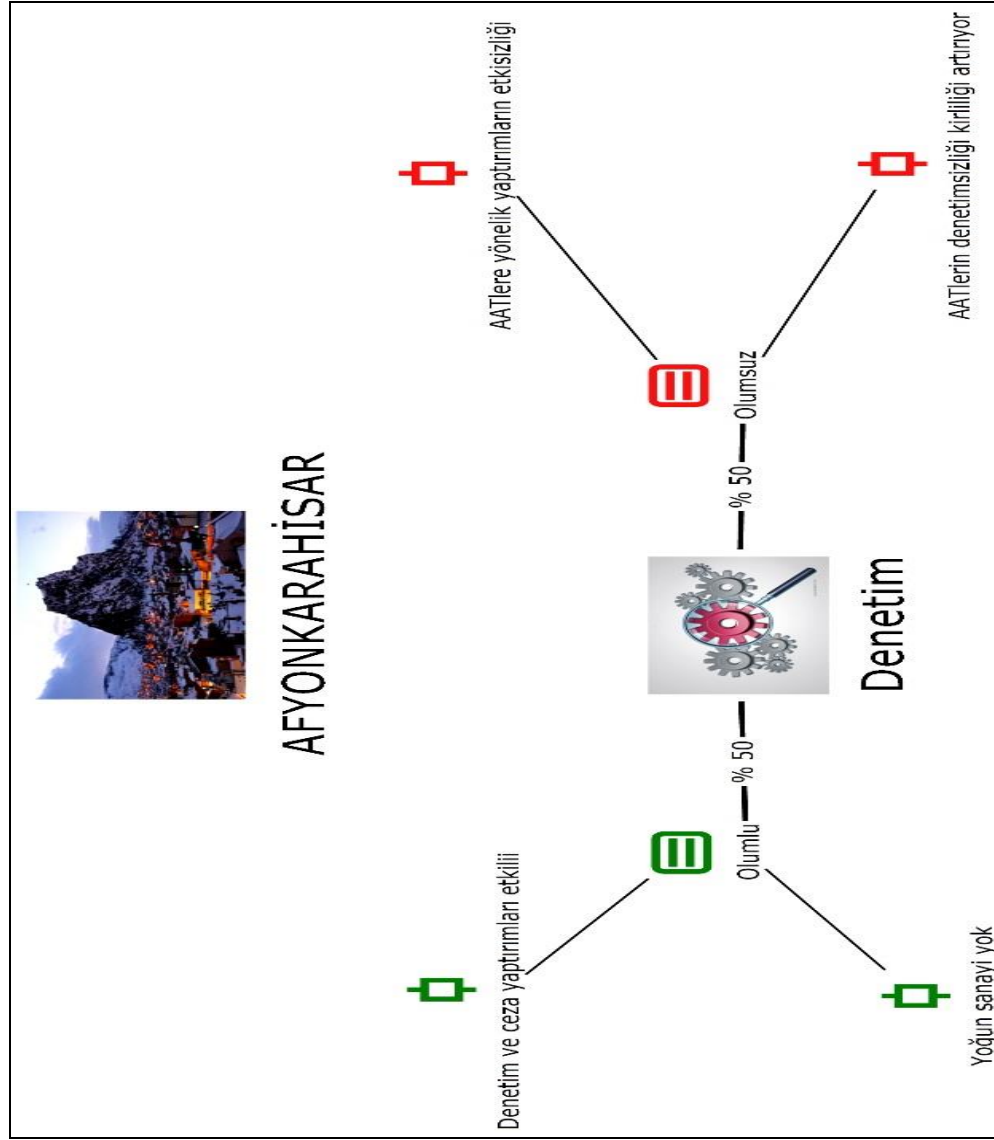 AFYONKARAHİSAR
Denetim ve ceza yaptırımları etkilii
AATlere yönelik yaptırımların etkisizliği
Olumlu
% 50
% 50
Olumsuz
Denetim
Yoğun sanayi yok
AATlerin denetimsizliği kirliliği artırıyor